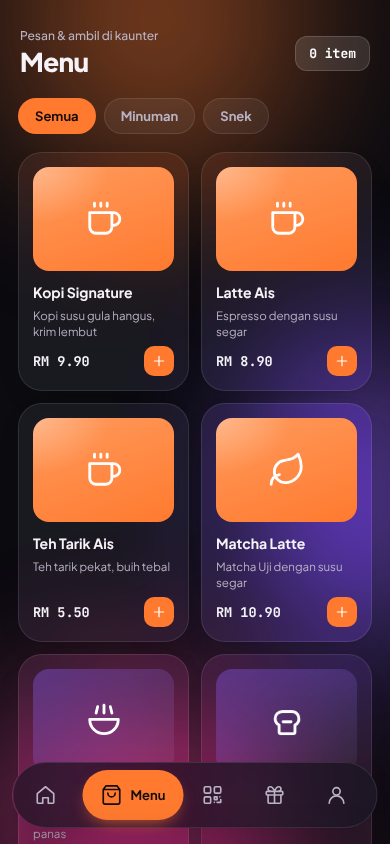 Pesan & ambil di kaunter
Menu
0 item
Semua
Minuman
Snek
Kopi Signature
Kopi susu gula hangus,
krim lembut
RM 9.90
Latte Ais
Espresso dengan susu
segar
RM 8.90
Teh Tarik Ais
Teh tarik pekat, buih tebal
RM 5.50
Matcha Latte
Matcha Uji dengan susu
segar
RM 10.90
Menu
panas